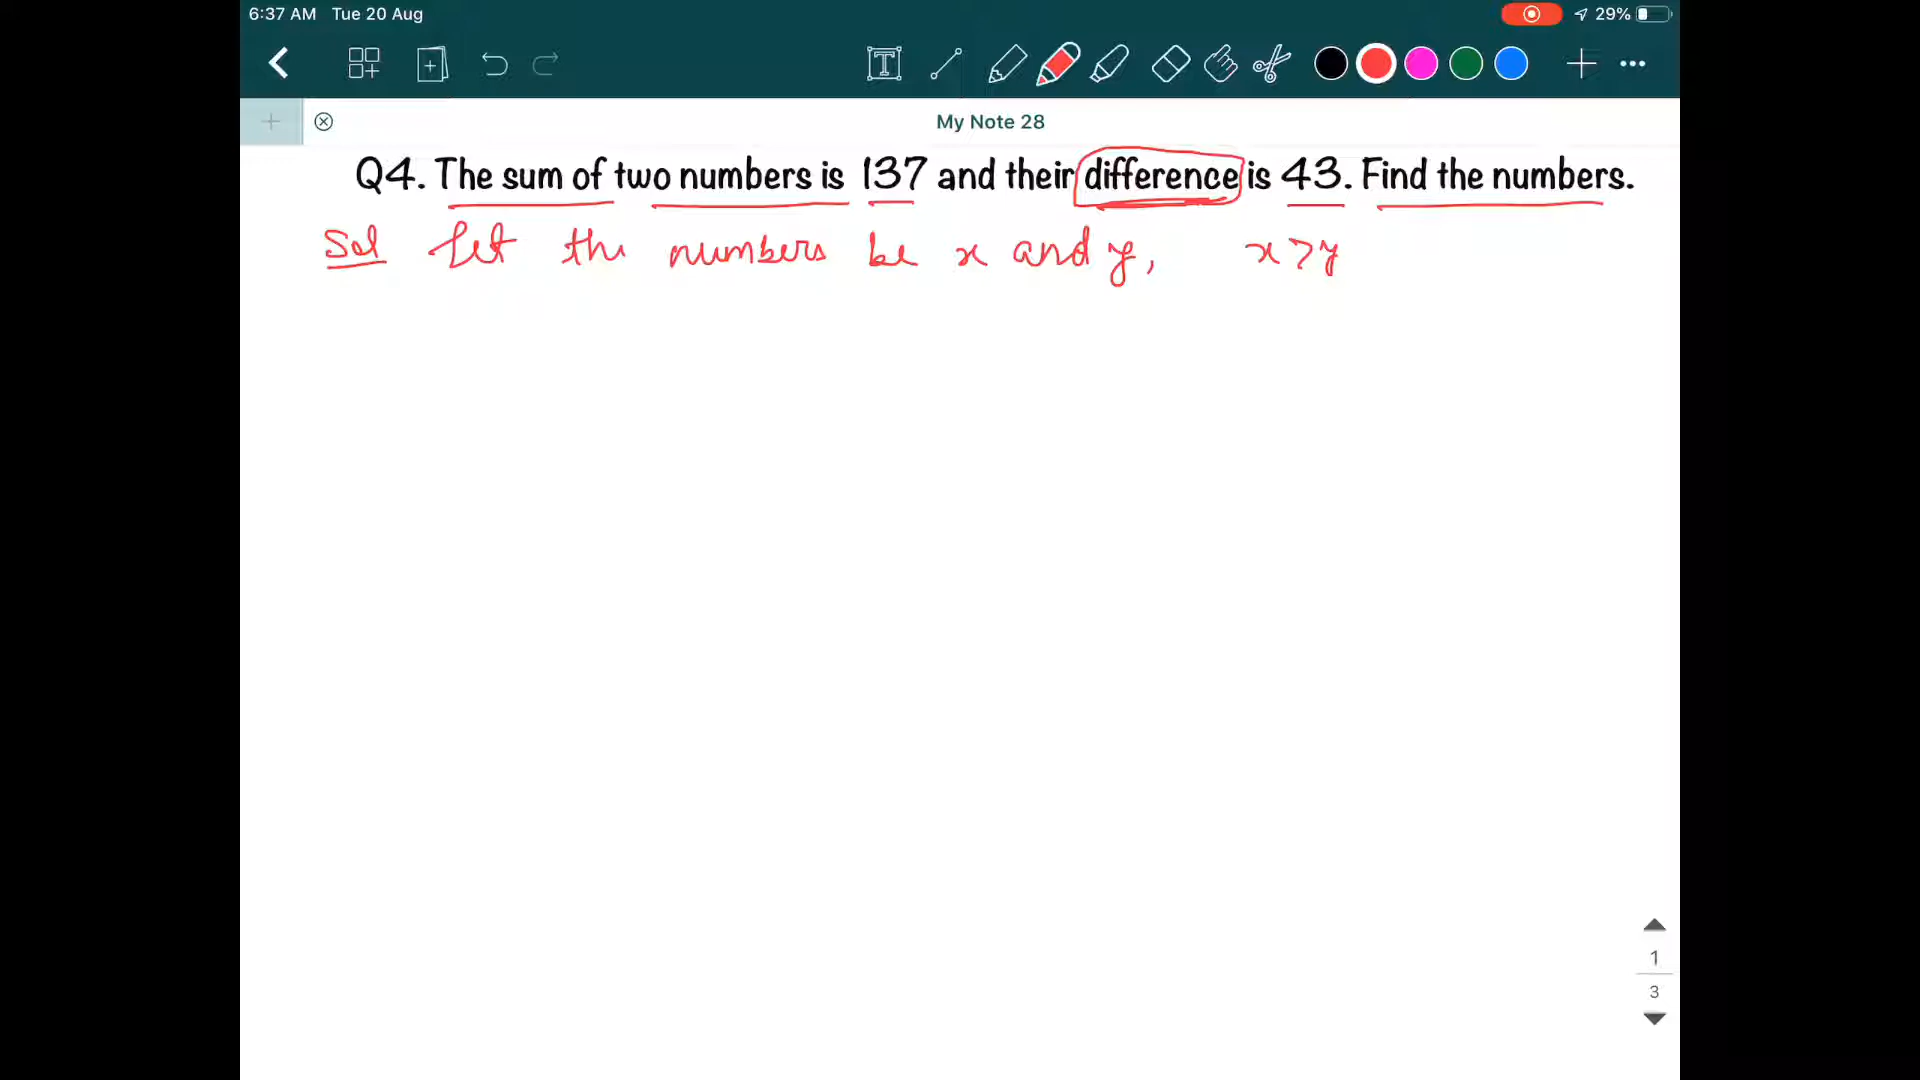 6:37 AM Tue 20 Aug 29%
T
My Note 28
Q4. The sum of two numbers is 137 and their difference is 43. Find the numbers.
Sol Let the numbers be x and y, x > y
1
3